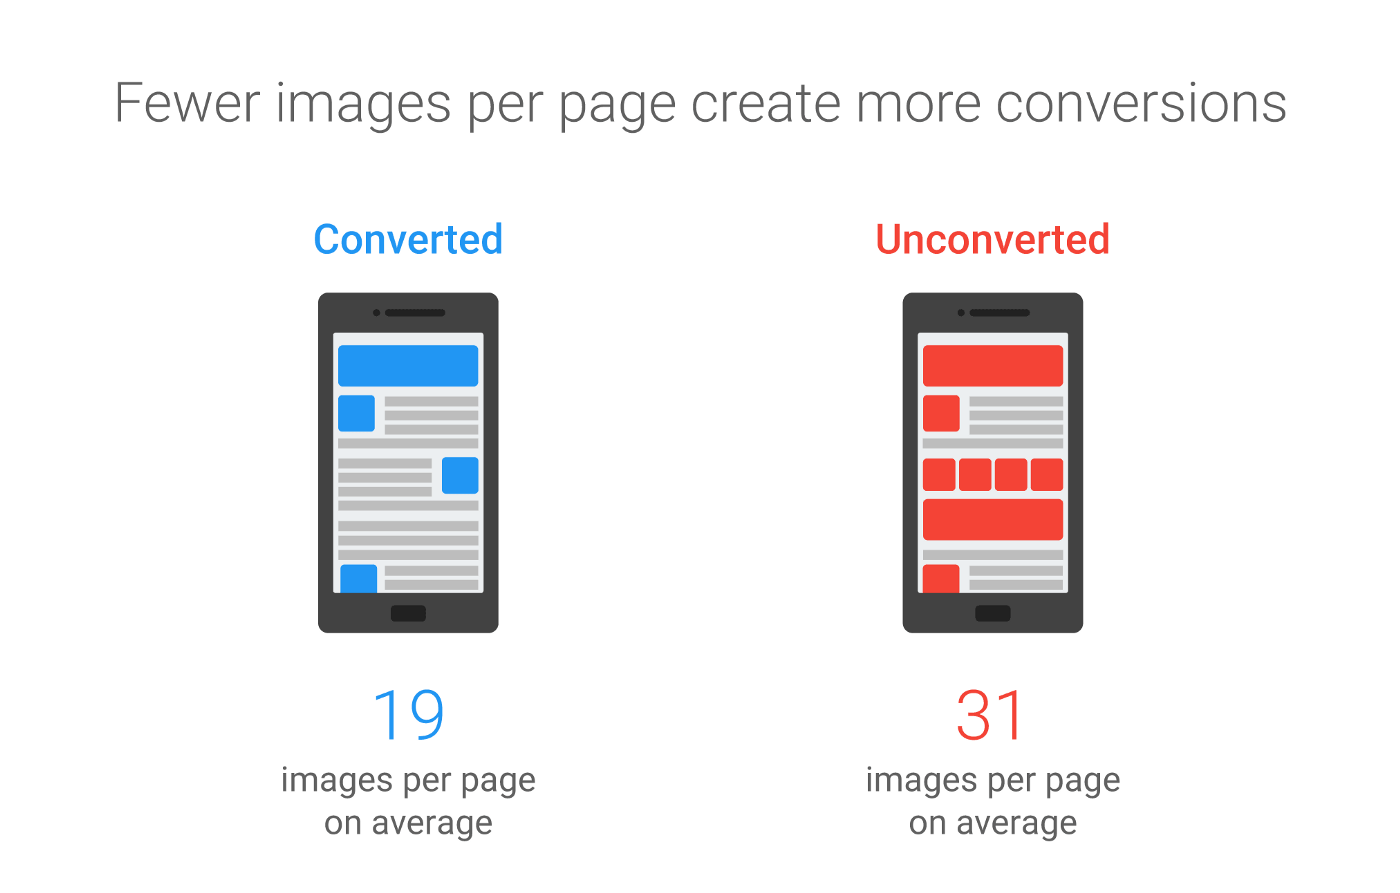 Fewer images per page create more conversions
Converted
Unconverted
19
images per page
on average
31
images per page
on average